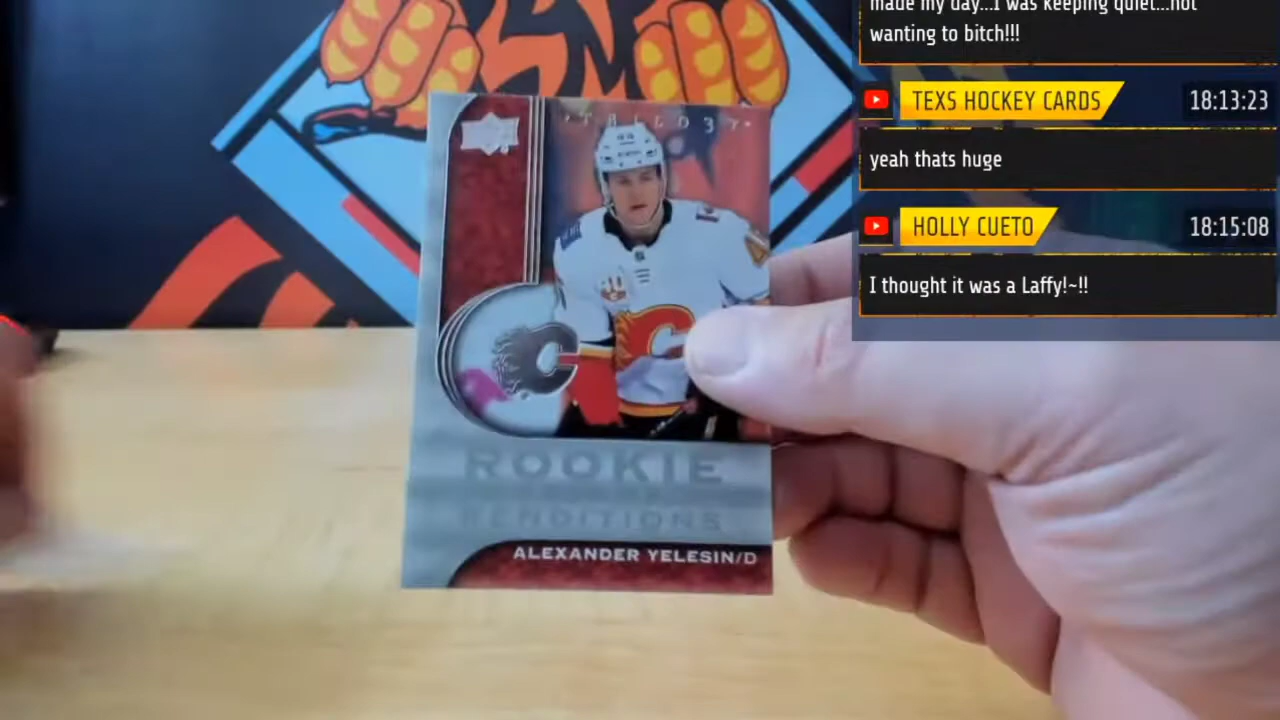 made my day...I was keeping quiet...not
wanting to bitch!!!
TEXS HOCKEY CARDS
18:13:23
yeah thats huge
HOLLY CUETO
18:15:08
I thought it was a Laffy!~!!
ROOKIE
RENDITIONS
ALEXANDER YELESIN/D